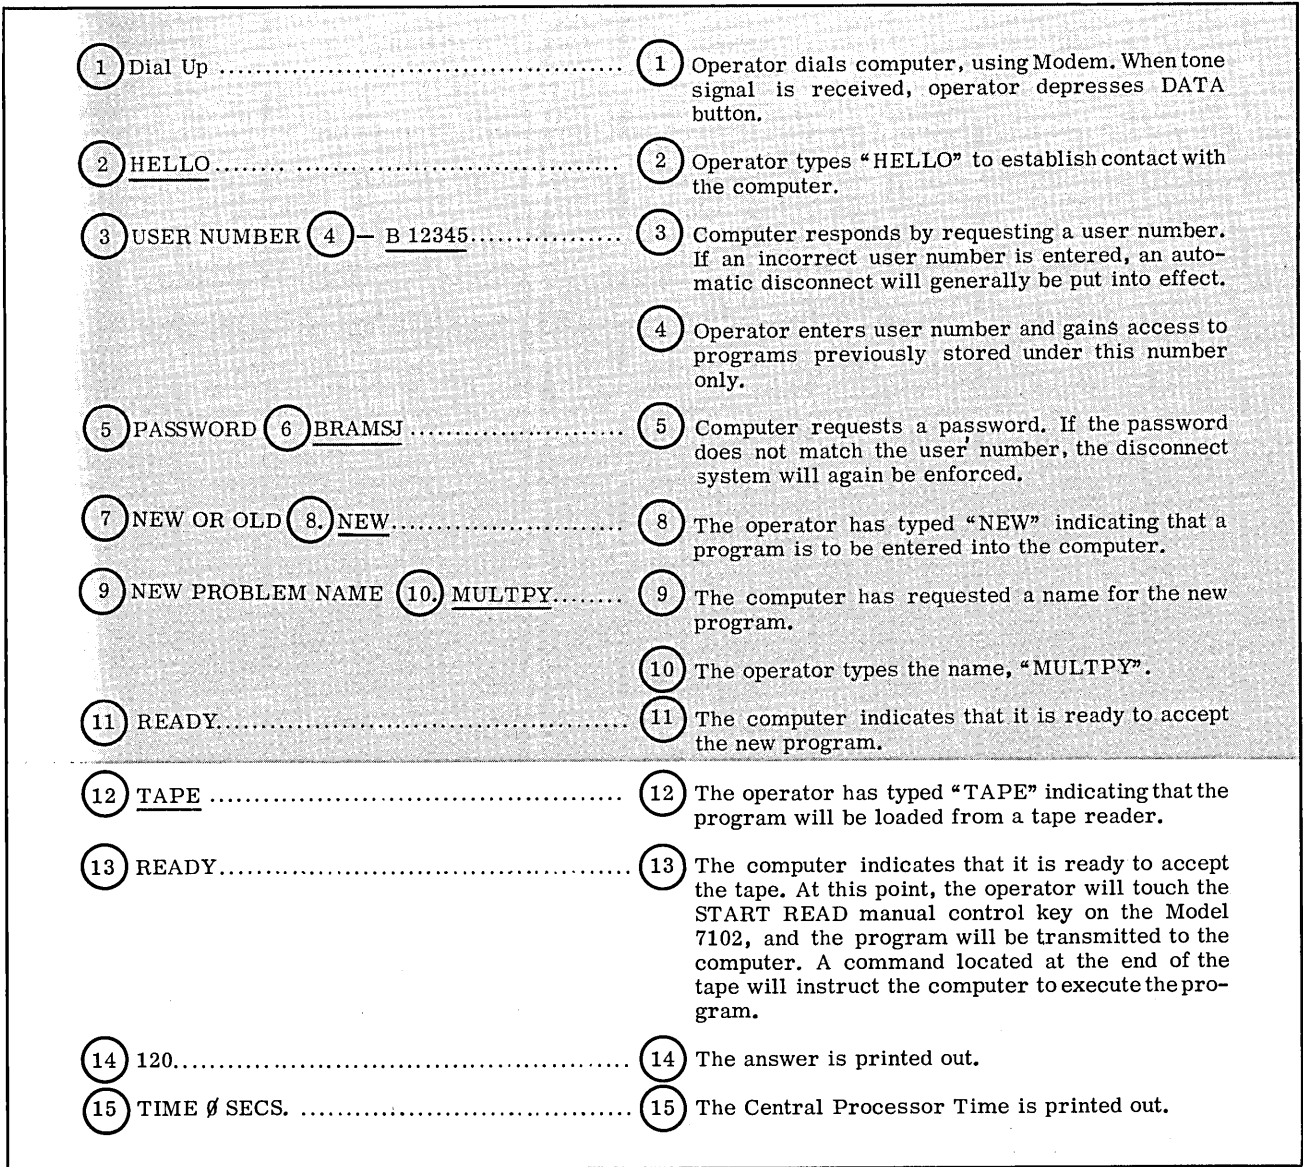 1 Dial Up ............................................ 1 Operator dials computer, using Modem. When tone
signal is received, operator depresses DATA
button.
2 HELLO........ ................................... 2 Operator types "HELLO" to establish contact with
the computer.
3 USER NUMBER 4 – B 12345................. 3 Computer responds by requesting a user number.
If an incorrect user number is entered, an auto-
matic disconnect will generally be put into effect.
4 Operator enters user number and gains access to
programs previously stored under this number
only.
5 PASSWORD 6 BRAMSJ ....................... 5 Computer requests a password. If the password
does not match the user number, the disconnect
system will again be enforced.
7 NEW OR OLD 8. NEW......................... 8 The operator has typed "NEW" indicating that a
program is to be entered into the computer.
9 NEW PROBLEM NAME 10. MULTPY........ 9 The computer has requested a name for the new
program.
10 The operator types the name, "MULTPY".
11 READY............................................. 11 The computer indicates that it is ready to accept
the new program.
12 TAPE ............................................. 12 The operator has typed "TAPE" indicating that the
program will be loaded from a tape reader.
13 READY............................................. 13 The computer indicates that it is ready to accept
the tape. At this point, the operator will touch the
START READ manual control key on the Model
7102, and the program will be transmitted to the
computer. A command located at the end of the
tape will instruct the computer to execute the pro-
gram.
14 120.................................................. 14 The answer is printed out.
15 TIME Ø SECS. .................................... 15 The Central Processor Time is printed out.